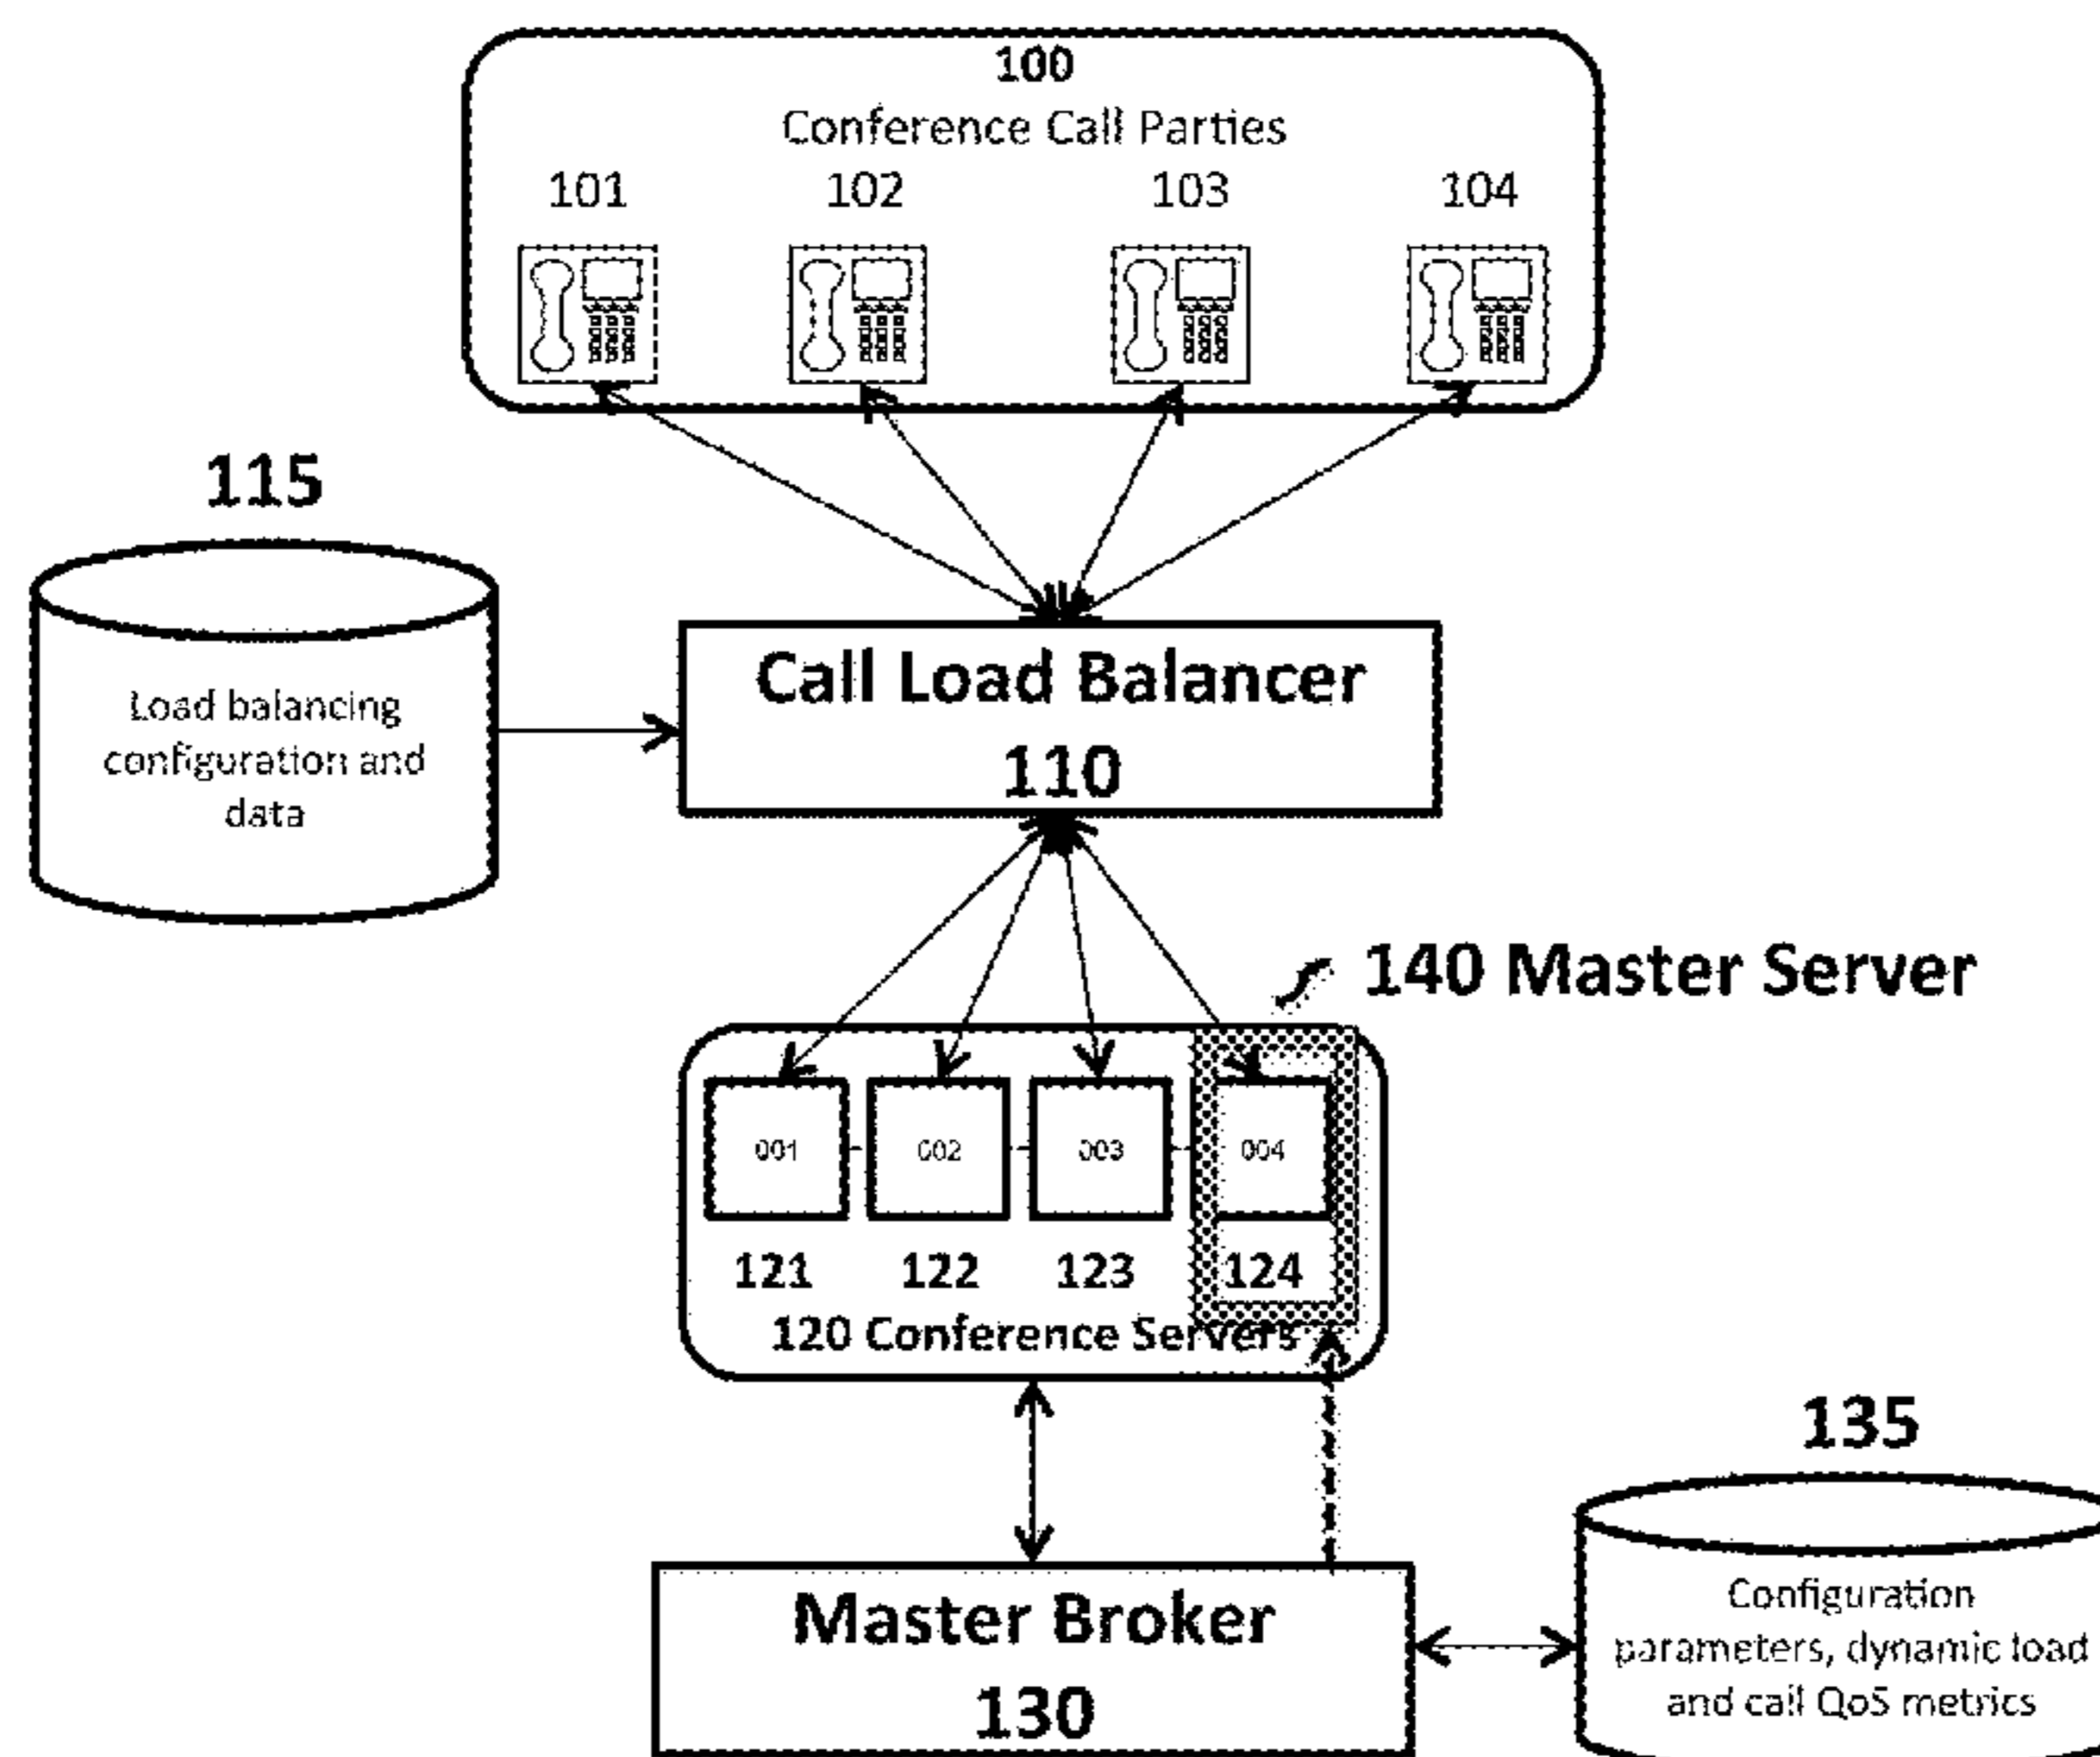 100
Conference Call Parties
101 102 103 104
115
Load balancing
configuration and
data
Call Load Balancer
110
140 Master Server
001 002 003 004
121 122 123 124
120 Conference Servers
135
Configuration
parameters, dynamic load
and call QoS metrics
Master Broker
130